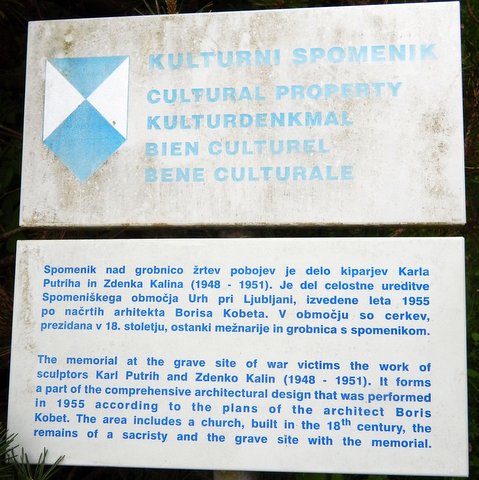 KULTURNI SPOMENIK
CULTURAL PROPERTY
KULTURDENKMAL
BIEN CULTUREL
BENE CULTURALE
Spomenik nad grobnico žrtev pobojev je delo kiparjev Karla
Putriha in Zdenka Kalina (1948 - 1951). Je del celostne ureditve
Spomeniškega območja Urh pri Ljubljani, izvedene leta 1955
po načrtih arhitekta Borisa Kobeta. V območju so cerkev,
prezidana v 18. stoletju, ostanki mežnarije in grobnica s spomenikom.
The memorial at the grave site of war victims the work of
sculptors Karl Putrih and Zdenko Kalin (1948 - 1951). It forms
a part of the comprehensive architectural design that was performed
in 1955 according to the plans of the architect Boris
Kobet. The area includes a church, built in the 18th century, the
remains of a sacristy and the grave site with the memorial.